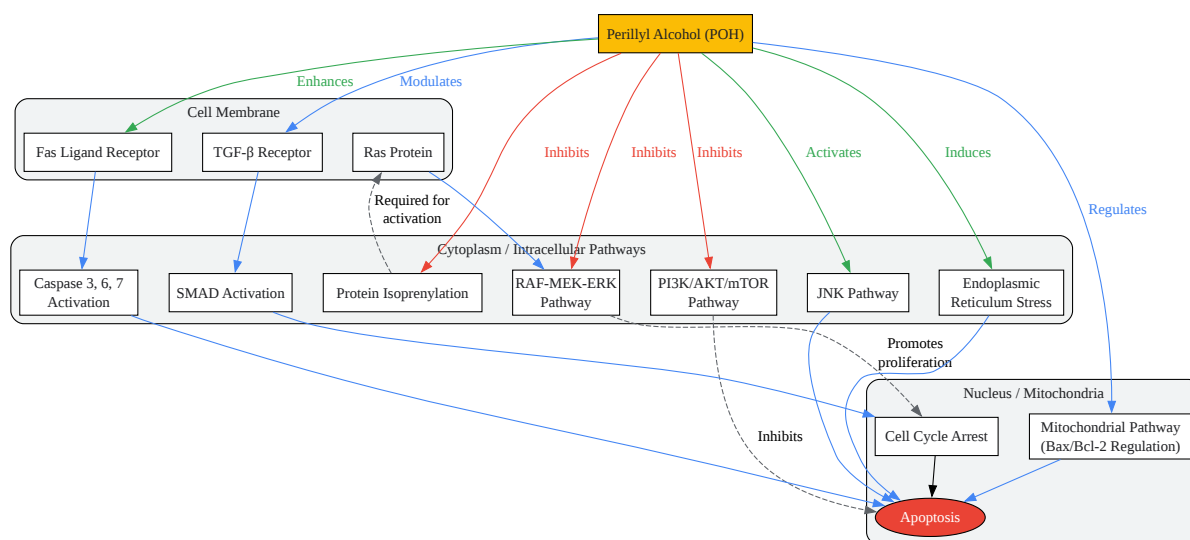 Perillyl Alcohol (POH)
Enhances
Modulates
Cell Membrane
Fas Ligand Receptor
TGF-β Receptor
Ras Protein
Inhibits
Inhibits
Inhibits
Activates
Induces
Required for
activation
Regulates
Cytoplasm / Intracellular Pathways
Caspase 3, 6, 7
Activation
SMAD Activation
Protein Isoprenylation
RAF-MEK-ERK
Pathway
PI3K/AKT/mTOR
Pathway
JNK Pathway
Endoplasmic
Reticulum Stress
Promotes
proliferation
Nucleus / Mitochondria
Inhibits
Cell Cycle Arrest
Mitochondrial Pathway
(Bax/Bcl-2 Regulation)
Apoptosis